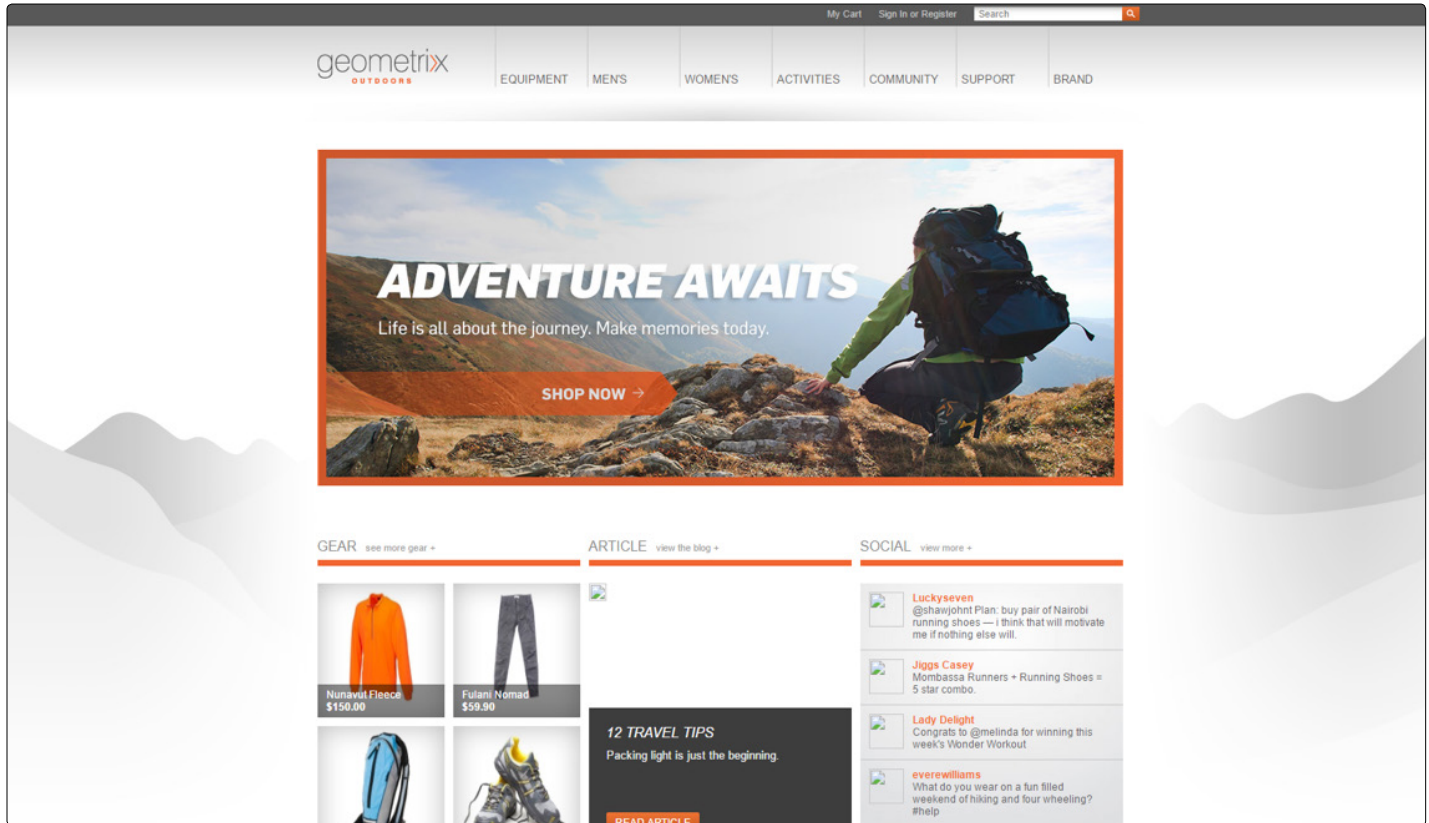 My Cart Sign In or Register Search
geometrixx
OUTDOORS
EQUIPMENT MEN'S WOMEN'S ACTIVITIES COMMUNITY SUPPORT BRAND
ADVENTURE AWAITS
Life is all about the journey. Make memories today.
SHOP NOW →
GEAR see more gear +
Nunavut Fleece
$150.00
Fulani Nomad
$59.90
ARTICLE view the blog +
12 TRAVEL TIPS
Packing light is just the beginning.
READ ARTICLE
SOCIAL view more +
Luckyseven
@shawjohnt Plan: buy pair of Nairobi
running shoes — i think that will motivate
me if nothing else will.
Jiggs Casey
Mombassa Runners + Running Shoes =
5 star combo.
Lady Delight
Congrats to @melinda for winning this
week's Wonder Workout
everewilliams
What do you wear on a fun filled
weekend of hiking and four wheeling?
#help